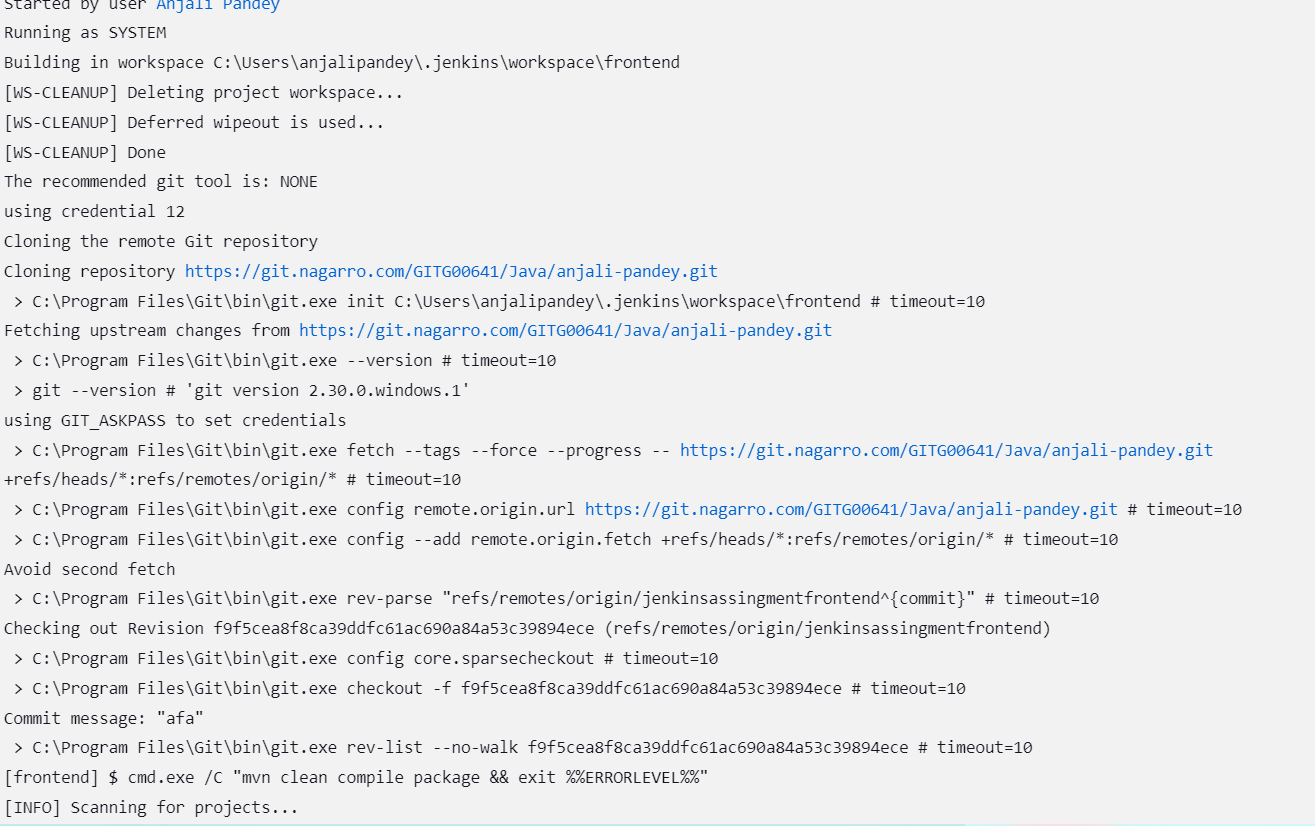 Started by user Anjali Pandey
Running as SYSTEM
Building in workspace C:\Users\anjalipandey\.jenkins\workspace\frontend
[WS-CLEANUP] Deleting project workspace...
[WS-CLEANUP] Deferred wipeout is used...
[WS-CLEANUP] Done
The recommended git tool is: NONE
using credential 12
Cloning the remote Git repository
Cloning repository https://git.nagarro.com/GITG00641/Java/anjali-pandey.git
 > C:\Program Files\Git\bin\git.exe init C:\Users\anjalipandey\.jenkins\workspace\frontend # timeout=10
Fetching upstream changes from https://git.nagarro.com/GITG00641/Java/anjali-pandey.git
 > C:\Program Files\Git\bin\git.exe --version # timeout=10
 > git --version # 'git version 2.30.0.windows.1'
using GIT_ASKPASS to set credentials
 > C:\Program Files\Git\bin\git.exe fetch --tags --force --progress -- https://git.nagarro.com/GITG00641/Java/anjali-pandey.git
+refs/heads/*:refs/remotes/origin/* # timeout=10
 > C:\Program Files\Git\bin\git.exe config remote.origin.url https://git.nagarro.com/GITG00641/Java/anjali-pandey.git # timeout=10
 > C:\Program Files\Git\bin\git.exe config --add remote.origin.fetch +refs/heads/*:refs/remotes/origin/* # timeout=10
Avoid second fetch
 > C:\Program Files\Git\bin\git.exe rev-parse "refs/remotes/origin/jenkinsassingmentfrontend^{commit}" # timeout=10
Checking out Revision f9f5cea8f8ca39ddfc61ac690a84a53c39894ece (refs/remotes/origin/jenkinsassingmentfrontend)
 > C:\Program Files\Git\bin\git.exe config core.sparsecheckout # timeout=10
 > C:\Program Files\Git\bin\git.exe checkout -f f9f5cea8f8ca39ddfc61ac690a84a53c39894ece # timeout=10
Commit message: "afa"
 > C:\Program Files\Git\bin\git.exe rev-list --no-walk f9f5cea8f8ca39ddfc61ac690a84a53c39894ece # timeout=10
[frontend] $ cmd.exe /C "mvn clean compile package && exit %%ERRORLEVEL%%"
[INFO] Scanning for projects...